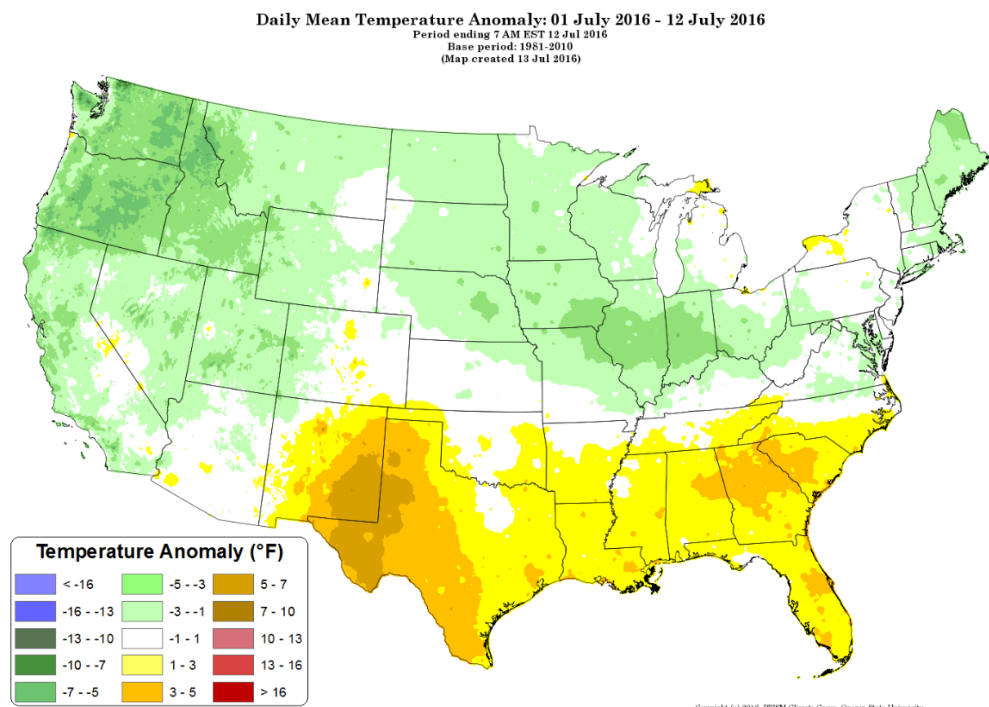 Daily Mean Temperature Anomaly: 01 July 2016 - 12 July 2016
Period ending 7 AM EST 12 Jul 2016
Base period: 1981-2010
(Map created 13 Jul 2016)
Temperature Anomaly (°F)
< -16
-5 - -3
5 - 7
-16 - -13
-3 - -1
7 - 10
-13 - -10
-1 - 1
10 - 13
-10 - -7
1 - 3
13 - 16
-7 - -5
3 - 5
> 16